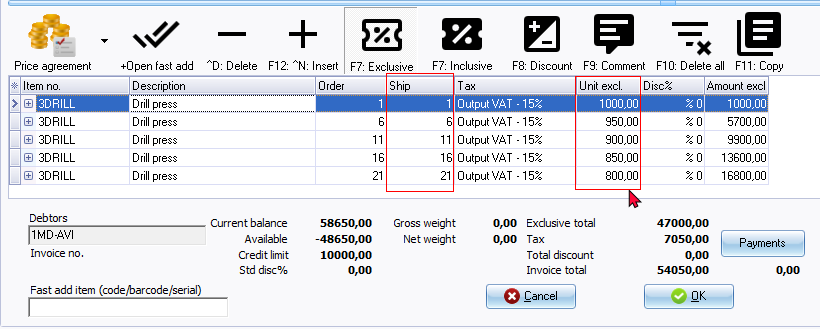 Price agreement +Open fast add ^D: Delete F12: ^N: Insert F7: Exclusive F7: Inclusive F8: Discount F9: Comment F10: Delete all F11: Copy
Item no. Description Order Ship Tax Unit excl. Disc% Amount excl
3DRILL Drill press 1 1 Output VAT - 15% 1000,00 % 0 1000,00
3DRILL Drill press 6 6 Output VAT - 15% 950,00 % 0 5700,00
3DRILL Drill press 11 11 Output VAT - 15% 900,00 % 0 9900,00
3DRILL Drill press 16 16 Output VAT - 15% 850,00 % 0 13600,00
3DRILL Drill press 21 21 Output VAT - 15% 800,00 % 0 16800,00
Debtors Current balance 58650,00 Gross weight 0,00 Exclusive total 47000,00
1MD-AVI Available -48650,00 Net weight 0,00 Tax 7050,00 Payments
Invoice no. Credit limit 10000,00 Total discount 0,00
Std disc% 0,00 Invoice total 54050,00 0,00
Fast add item (code/barcode/serial) Cancel OK